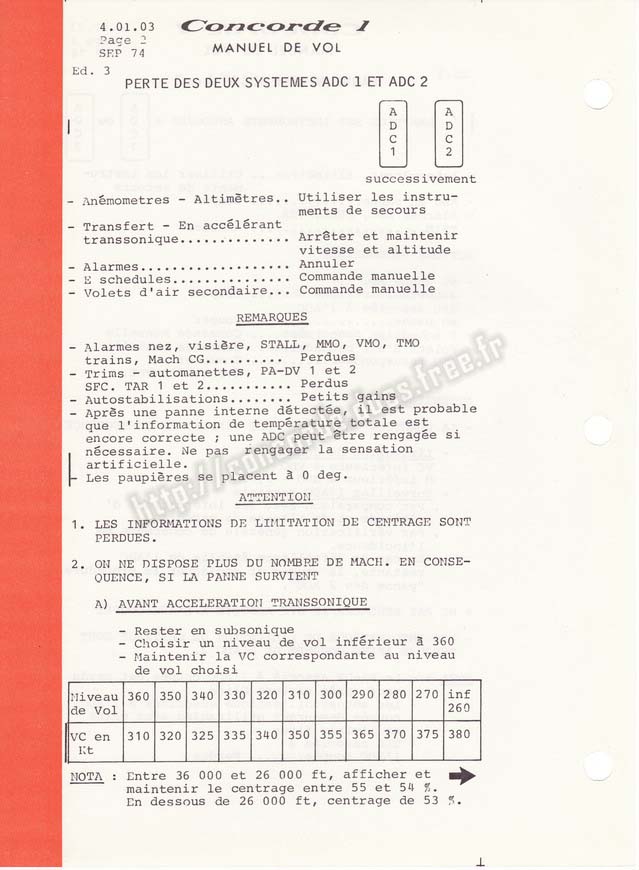 4.01.03
Concorde 1
Page 2
MANUEL DE VOL
SEP 74
Ed. 3
PERTE DES DEUX SYSTEMES ADC 1 ET ADC 2
A D C 1
A D C 2
successivement
- Anémometres - Altimètres.. Utiliser les instru-
ments de secours
- Transfert - En accélérant
transsonique.............. Arrêter et maintenir
vitesse et altitude
- Alarmes................... Annuler
- E schedules............... Commande manuelle
- Volets d'air secondaire... Commande manuelle
REMARQUES
- Alarmes nez, visière, STALL, MMO, VMO, TMO
trains, Mach CG.......... Perdues
- Trims - automanettes, PA-DV 1 et 2
SFC. TAR 1 et 2........... Perdus
- Autostabilisations........ Petits gains
- Après une panne interne détectée, il est probable
que l'information de température totale est
encore correcte ; une ADC peut être rengagée si
nécessaire. Ne pas rengager la sensation
artificielle.
- Les paupières se placent à 0 deg.
ATTENTION
1. LES INFORMATIONS DE LIMITATION DE CENTRAGE SONT
PERDUES.
2. ON NE DISPOSE PLUS DU NOMBRE DE MACH. EN CONSE-
QUENCE, SI LA PANNE SURVIENT
A) AVANT ACCELERATION TRANSSONIQUE
- Rester en subsonique
- Choisir un niveau de vol inférieur à 360
- Maintenir la VC correspondante au niveau
de vol choisi
Niveau de Vol 360 350 340 330 320 310 300 290 280 270 inf 260
VC en Kt 310 320 325 335 340 350 355 365 370 375 380
NOTA : Entre 36 000 et 26 000 ft, afficher et
maintenir le centrage entre 55 et 54 %.
En dessous de 26 000 ft, centrage de 53 %.
http://concordescopies.free.fr